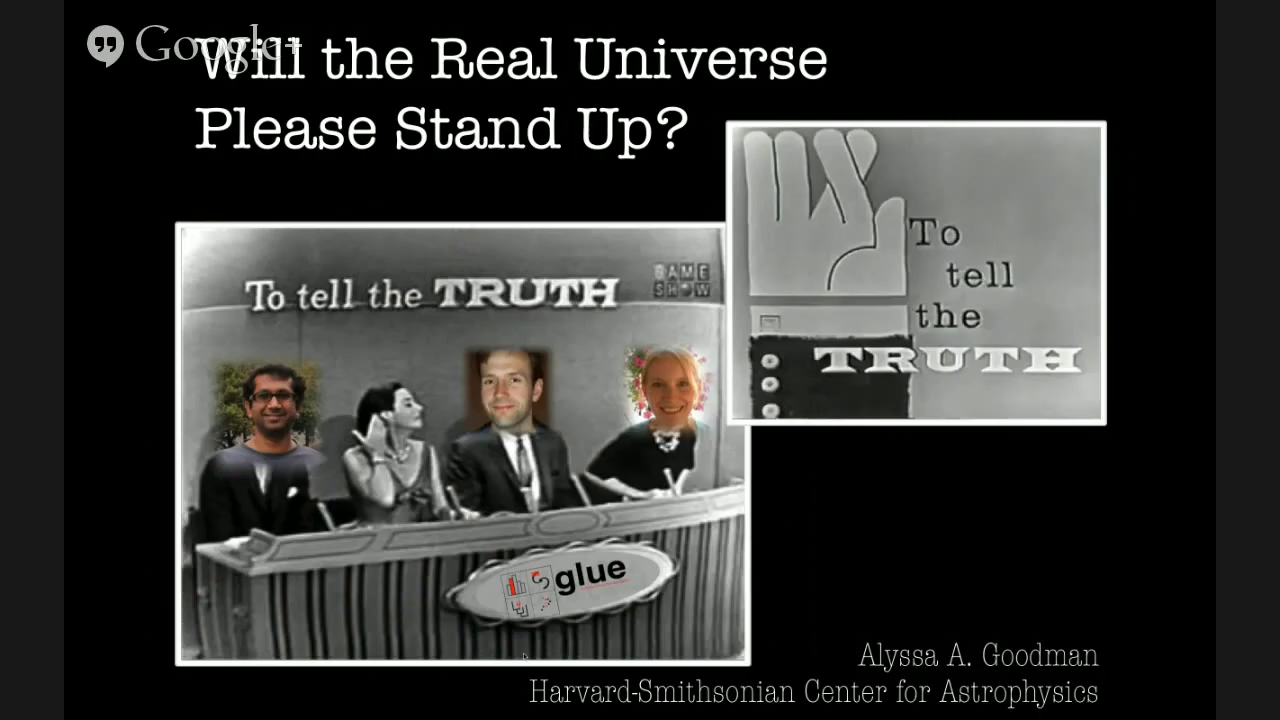 Google+
Will the Real Universe
Please Stand Up?
To tell the TRUTH
GAME
SHOW
To
tell
the
TRUTH
glue
Alyssa A. Goodman
Harvard-Smithsonian Center for Astrophysics